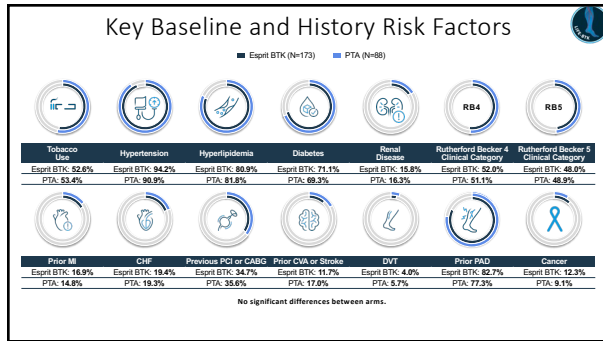 Key Baseline and History Risk Factors
LIFE-BTK
Esprit BTK (N=173) PTA (N=88)
RB4 RB5
Tobacco Use Hypertension Hyperlipidemia Diabetes Renal Disease Rutherford Becker 4 Clinical Category Rutherford Becker 5 Clinical Category
Esprit BTK: 52.6% Esprit BTK: 94.2% Esprit BTK: 80.9% Esprit BTK: 71.1% Esprit BTK: 15.8% Esprit BTK: 52.0% Esprit BTK: 48.0%
PTA: 53.4% PTA: 90.9% PTA: 81.8% PTA: 69.3% PTA: 16.3% PTA: 51.1% PTA: 48.9%
Prior MI CHF Previous PCI or CABG Prior CVA or Stroke DVT Prior PAD Cancer
Esprit BTK: 16.9% Esprit BTK: 19.4% Esprit BTK: 34.7% Esprit BTK: 11.7% Esprit BTK: 4.0% Esprit BTK: 82.7% Esprit BTK: 12.3%
PTA: 14.8% PTA: 19.3% PTA: 35.6% PTA: 17.0% PTA: 5.7% PTA: 77.3% PTA: 9.1%
No significant differences between arms.